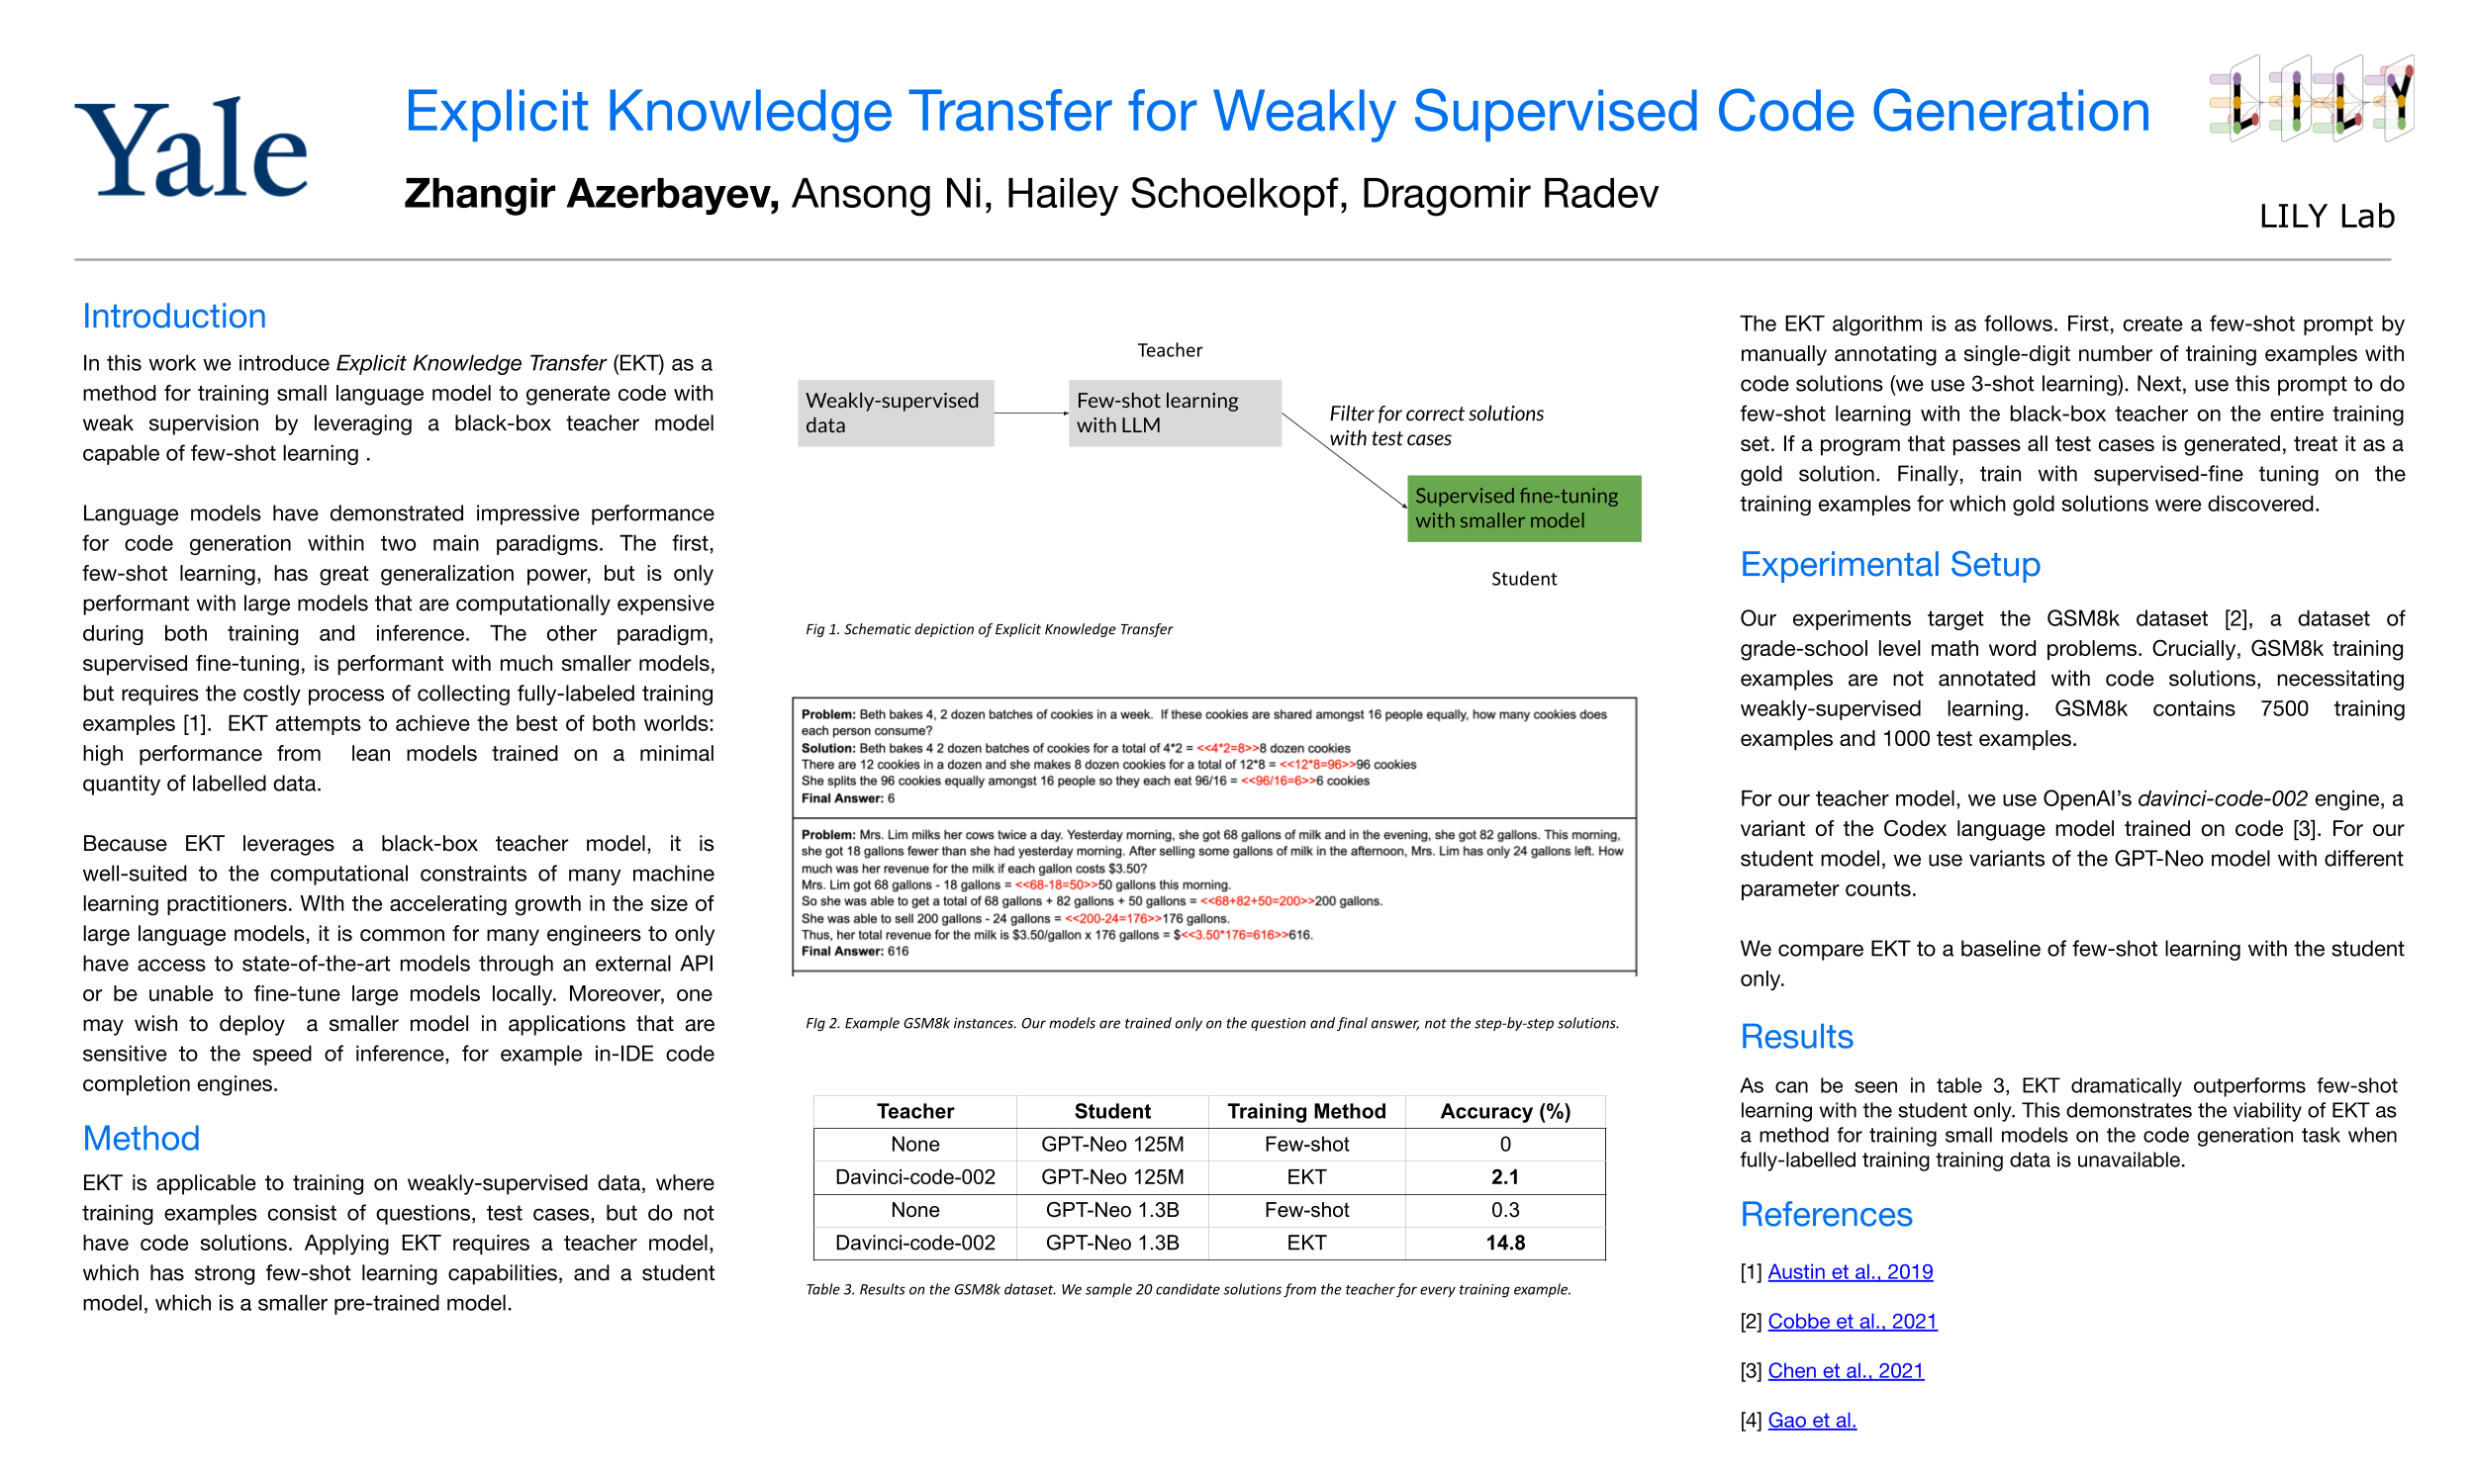 Yale
Explicit Knowledge Transfer for Weakly Supervised Code Generation
Zhangir Azerbayev, Ansong Ni, Hailey Schoelkopf, Dragomir Radev
LILY
LILY Lab
Introduction
In this work we introduce Explicit Knowledge Transfer (EKT) as a
method for training small language model to generate code with
weak supervision by leveraging a black-box teacher model
capable of few-shot learning .
Language models have demonstrated impressive performance
for code generation within two main paradigms. The first,
few-shot learning, has great generalization power, but is only
performant with large models that are computationally expensive
during both training and inference. The other paradigm,
supervised fine-tuning, is performant with much smaller models,
but requires the costly process of collecting fully-labeled training
examples [1]. EKT attempts to achieve the best of both worlds:
high performance from lean models trained on a minimal
quantity of labelled data.
Because EKT leverages a black-box teacher model, it is
well-suited to the computational constraints of many machine
learning practitioners. WIth the accelerating growth in the size of
large language models, it is common for many engineers to only
have access to state-of-the-art models through an external API
or be unable to fine-tune large models locally. Moreover, one
may wish to deploy a smaller model in applications that are
sensitive to the speed of inference, for example in-IDE code
completion engines.
Method
EKT is applicable to training on weakly-supervised data, where
training examples consist of questions, test cases, but do not
have code solutions. Applying EKT requires a teacher model,
which has strong few-shot learning capabilities, and a student
model, which is a smaller pre-trained model.
Teacher
Weakly-supervised
data
Few-shot learning
with LLM
Filter for correct solutions
with test cases
Supervised fine-tuning
with smaller model
Student
Fig 1. Schematic depiction of Explicit Knowledge Transfer
Problem: Beth bakes 4, 2 dozen batches of cookies in a week. If these cookies are shared amongst 16 people equally, how many cookies does
each person consume?
Solution: Beth bakes 4 2 dozen batches of cookies for a total of 4*2 = <<4*2=8>>8 dozen cookies
There are 12 cookies in a dozen and she makes 8 dozen cookies for a total of 12*8 = <<12*8=96>>96 cookies
She splits the 96 cookies equally amongst 16 people so they each eat 96/16 = <<96/16=6>>6 cookies
Final Answer: 6
Problem: Mrs. Lim milks her cows twice a day. Yesterday morning, she got 68 gallons of milk and in the evening, she got 82 gallons. This morning,
she got 18 gallons fewer than she had yesterday morning. After selling some gallons of milk in the afternoon, Mrs. Lim has only 24 gallons left. How
much was her revenue for the milk if each gallon costs $3.50?
Mrs. Lim got 68 gallons - 18 gallons = <<68-18=50>>50 gallons this morning.
So she was able to get a total of 68 gallons + 82 gallons + 50 gallons = <<68+82+50=200>>200 gallons.
She was able to sell 200 gallons - 24 gallons = <<200-24=176>>176 gallons.
Thus, her total revenue for the milk is $3.50/gallon x 176 gallons = $<<3.50*176=616>>616.
Final Answer: 616
FIg 2. Example GSM8k instances. Our models are trained only on the question and final answer, not the step-by-step solutions.
Teacher Student Training Method Accuracy (%)
None GPT-Neo 125M Few-shot 0
Davinci-code-002 GPT-Neo 125M EKT 2.1
None GPT-Neo 1.3B Few-shot 0.3
Davinci-code-002 GPT-Neo 1.3B EKT 14.8
Table 3. Results on the GSM8k dataset. We sample 20 candidate solutions from the teacher for every training example.
The EKT algorithm is as follows. First, create a few-shot prompt by
manually annotating a single-digit number of training examples with
code solutions (we use 3-shot learning). Next, use this prompt to do
few-shot learning with the black-box teacher on the entire training
set. If a program that passes all test cases is generated, treat it as a
gold solution. Finally, train with supervised-fine tuning on the
training examples for which gold solutions were discovered.
Experimental Setup
Our experiments target the GSM8k dataset [2], a dataset of
grade-school level math word problems. Crucially, GSM8k training
examples are not annotated with code solutions, necessitating
weakly-supervised learning. GSM8k contains 7500 training
examples and 1000 test examples.
For our teacher model, we use OpenAI's davinci-code-002 engine, a
variant of the Codex language model trained on code [3]. For our
student model, we use variants of the GPT-Neo model with different
parameter counts.
We compare EKT to a baseline of few-shot learning with the student
only.
Results
As can be seen in table 3, EKT dramatically outperforms few-shot
learning with the student only. This demonstrates the viability of EKT as
a method for training small models on the code generation task when
fully-labelled training training data is unavailable.
References
[1] Austin et al., 2019
[2] Cobbe et al., 2021
[3] Chen et al., 2021
[4] Gao et al.